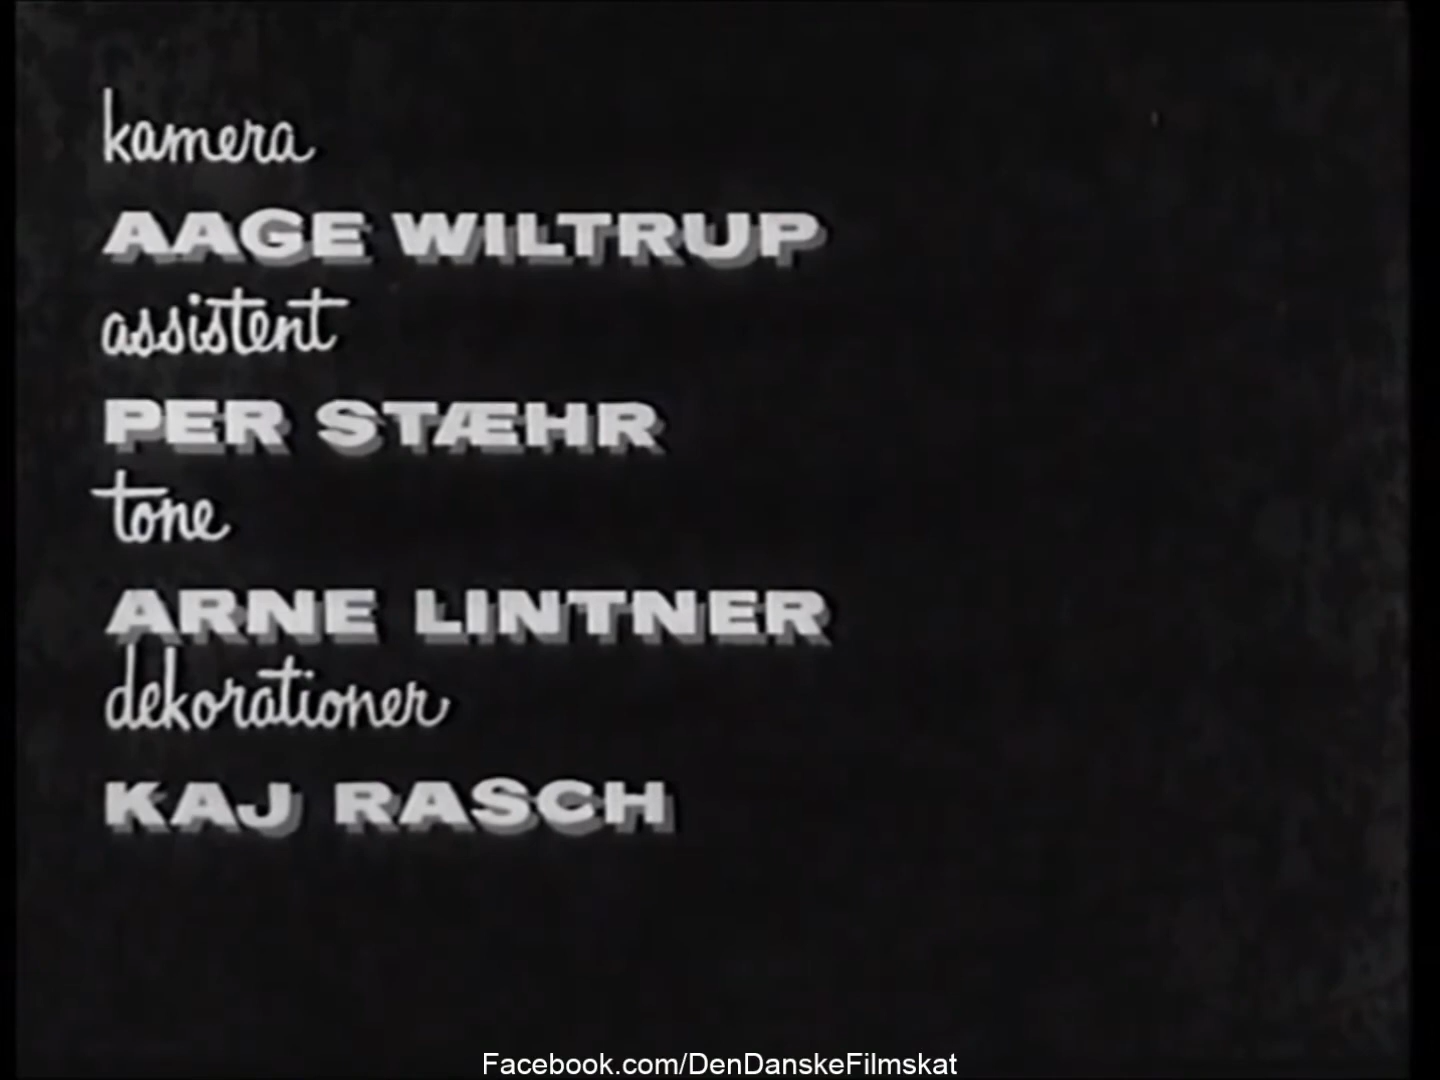 kamera
AAGE WILTRUP
assistent
PER STÆHR
tone
ARNE LINTNER
dekorationer
KAJ RASCH
Facebook.com/DenDanskeFilmskat